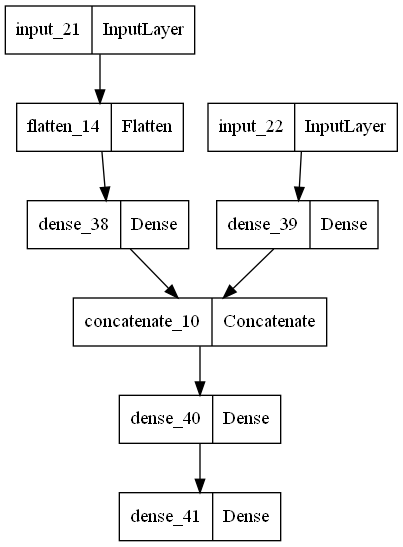 input_21 InputLayer
flatten_14 Flatten
input_22 InputLayer
dense_38 Dense
dense_39 Dense
concatenate_10 Concatenate
dense_40 Dense
dense_41 Dense